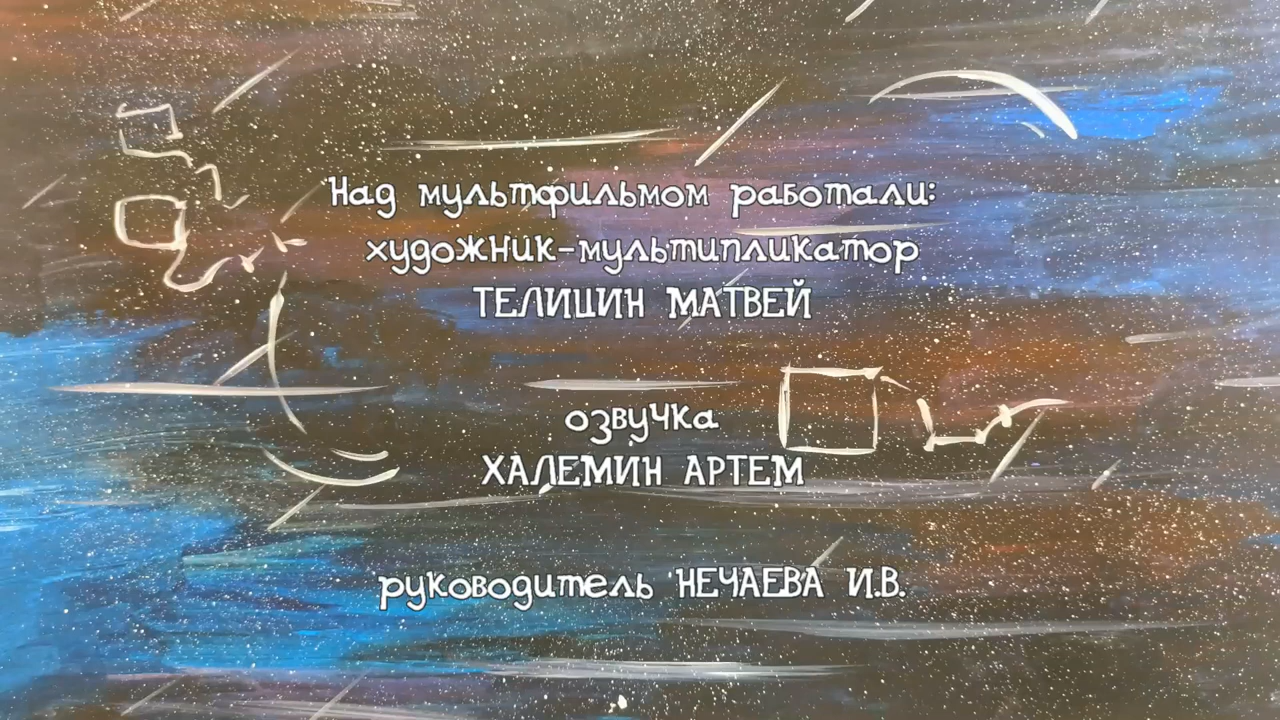 Над мультфильмом работали:
художник-мультипликатор
ТЕЛИЦИН МАТВЕЙ
озвучка
ХАЛЕМИН АРТЕМ
руководитель НЕЧАЕВА И.В.